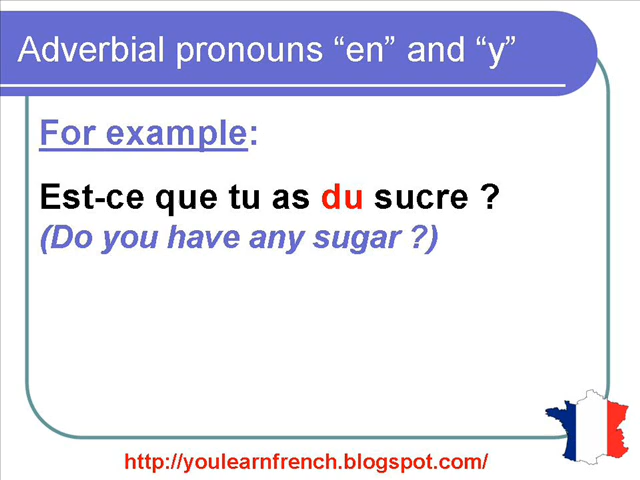 Adverbial pronouns “en” and “y”
For example:
Est-ce que tu as du sucre ?
(Do you have any sugar ?)
http://youlearnfrench.blogspot.com/